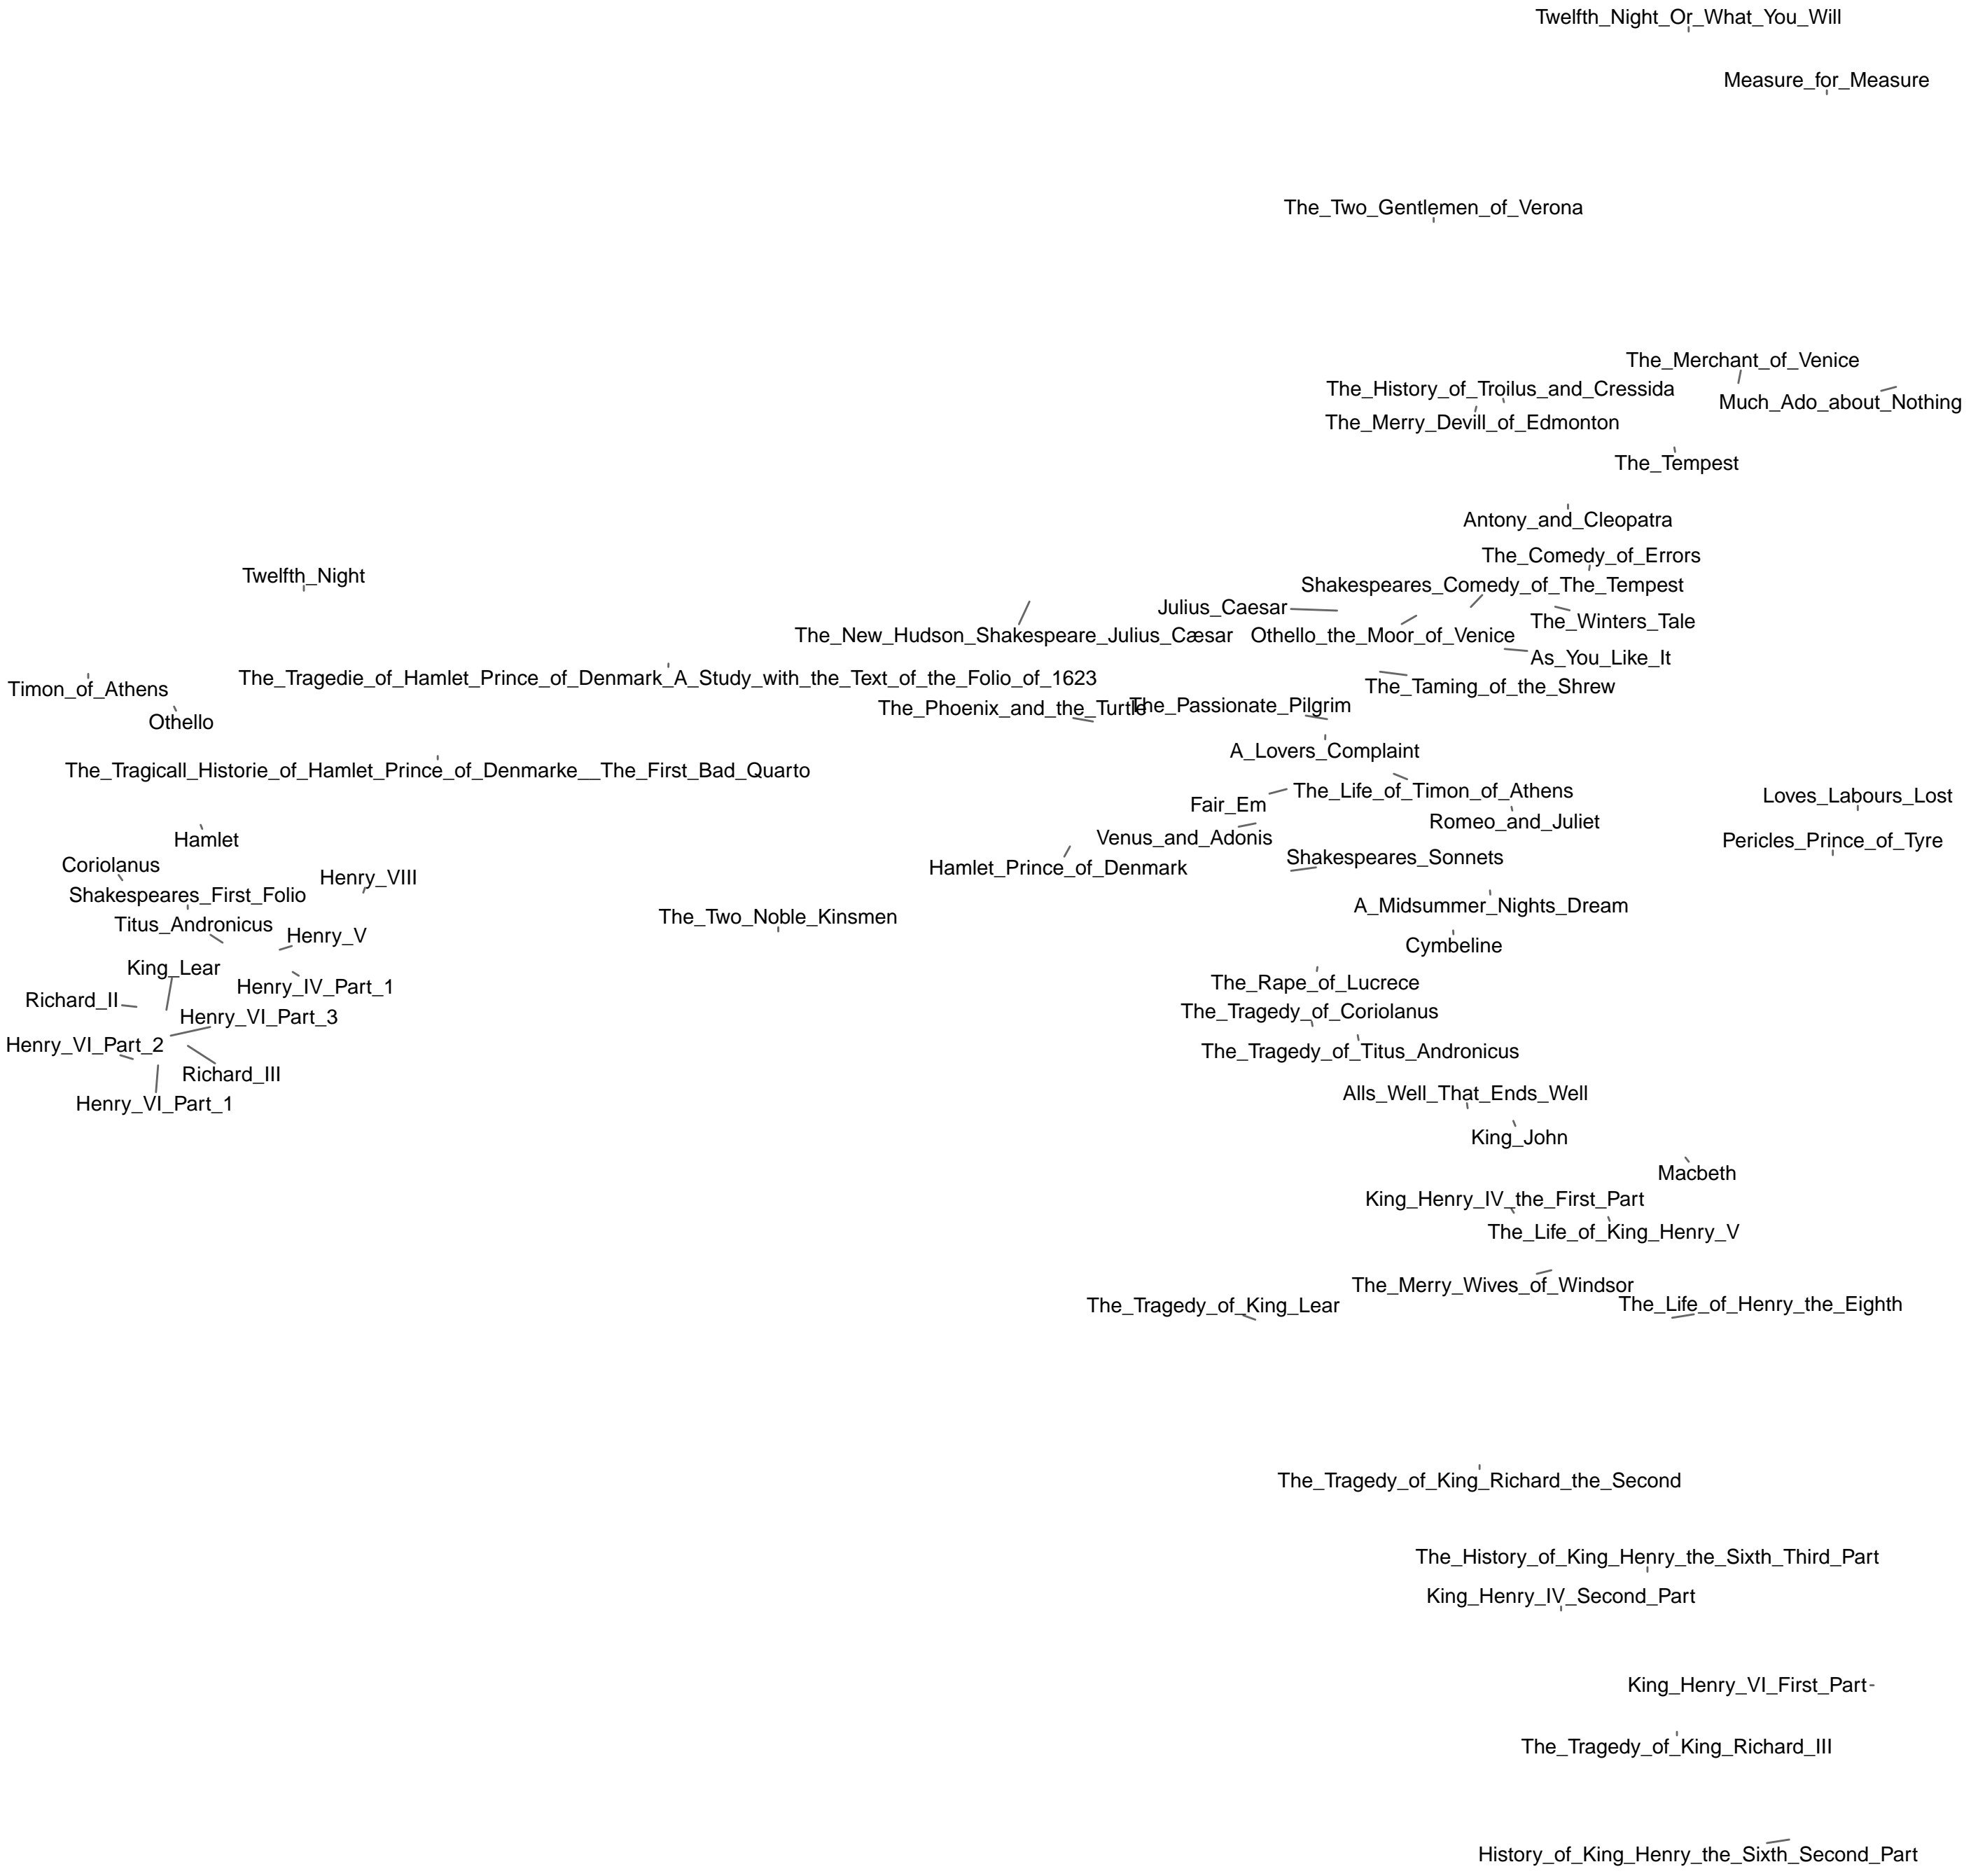 Twelfth_Night_Or_What_You_Will
Measure_for_Measure
The_Two_Gentlemen_of_Verona
The_Merchant_of_Venice
The_History_of_Troilus_and_Cressida
Much_Ado_about_Nothing
The_Merry_Devill_of_Edmonton
The_Tempest
Antony_and_Cleopatra
The_Comedy_of_Errors
Twelfth_Night
Shakespeares_Comedy_of_The_Tempest
Julius_Caesar
The_Winters_Tale
The_New_Hudson_Shakespeare_Julius_Cæsar
Othello_the_Moor_of_Venice
As_You_Like_It
The_Tragedie_of_Hamlet_Prince_of_Denmark_A_Study_with_the_Text_of_the_Folio_of_1623
The_Taming_of_the_Shrew
Timon_of_Athens
The_Phoenix_and_the_Turtle
The_Passionate_Pilgrim
Othello
A_Lovers_Complaint
The_Tragicall_Historie_of_Hamlet_Prince_of_Denmarke__The_First_Bad_Quarto
The_Life_of_Timon_of_Athens
Loves_Labours_Lost
Fair_Em
Romeo_and_Juliet
Hamlet
Venus_and_Adonis
Pericles_Prince_of_Tyre
Shakespeares_Sonnets
Coriolanus
Hamlet_Prince_of_Denmark
Henry_VIII
Shakespeares_First_Folio
A_Midsummer_Nights_Dream
The_Two_Noble_Kinsmen
Titus_Andronicus
Henry_V
Cymbeline
King_Lear
The_Rape_of_Lucrece
Henry_IV_Part_1
Richard_II
The_Tragedy_of_Coriolanus
Henry_VI_Part_3
Henry_VI_Part_2
The_Tragedy_of_Titus_Andronicus
Richard_III
Alls_Well_That_Ends_Well
Henry_VI_Part_1
King_John
Macbeth
King_Henry_IV_the_First_Part
The_Life_of_King_Henry_V
The_Merry_Wives_of_Windsor
The_Life_of_Henry_the_Eighth
The_Tragedy_of_King_Lear
The_Tragedy_of_King_Richard_the_Second
The_History_of_King_Henry_the_Sixth_Third_Part
King_Henry_IV_Second_Part
King_Henry_VI_First_Part
The_Tragedy_of_King_Richard_III
History_of_King_Henry_the_Sixth_Second_Part